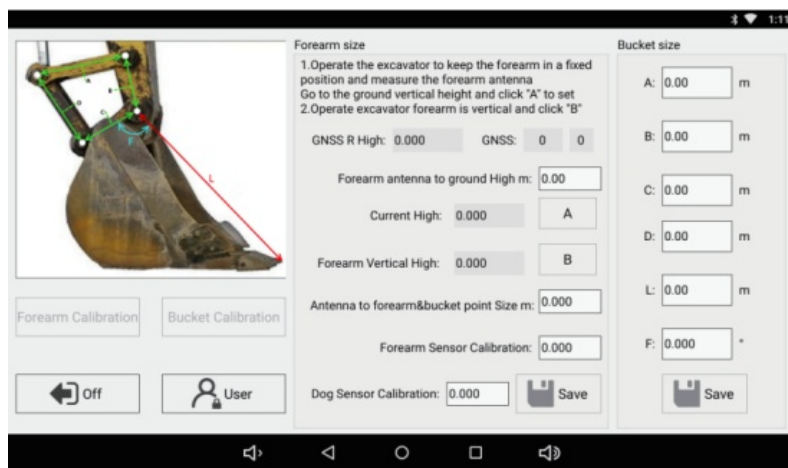 1:11
Forearm size
1.Operate the excavator to keep the forearm in a fixed
position and measure the forearm antenna
Go to the ground vertical height and click "A" to set
2.Operate excavator forearm is vertical and click "B"
GNSS R High: 0.000 GNSS: 0 0
Forearm antenna to ground High m: 0.00
Current High: 0.000 A
Forearm Vertical High: 0.000 B
Antenna to forearm&bucket point Size m: 0.000
Forearm Sensor Calibration: 0.000
Dog Sensor Calibration: 0.000 Save
Bucket size
A: 0.00 m
B: 0.00 m
C: 0.00 m
D: 0.00 m
L: 0.00 m
F: 0.000 °
Save
F
L
Forearm Calibration Bucket Calibration
Off User